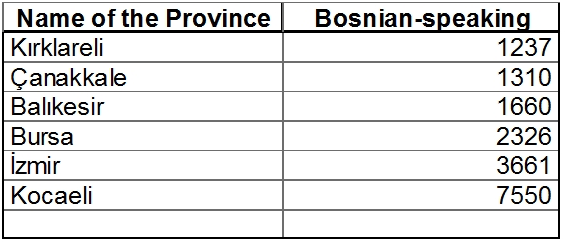 Name of the Province Bosnian-speaking
Kırklareli 1237
Çanakkale 1310
Balıkesir 1660
Bursa 2326
İzmir 3661
Kocaeli 7550